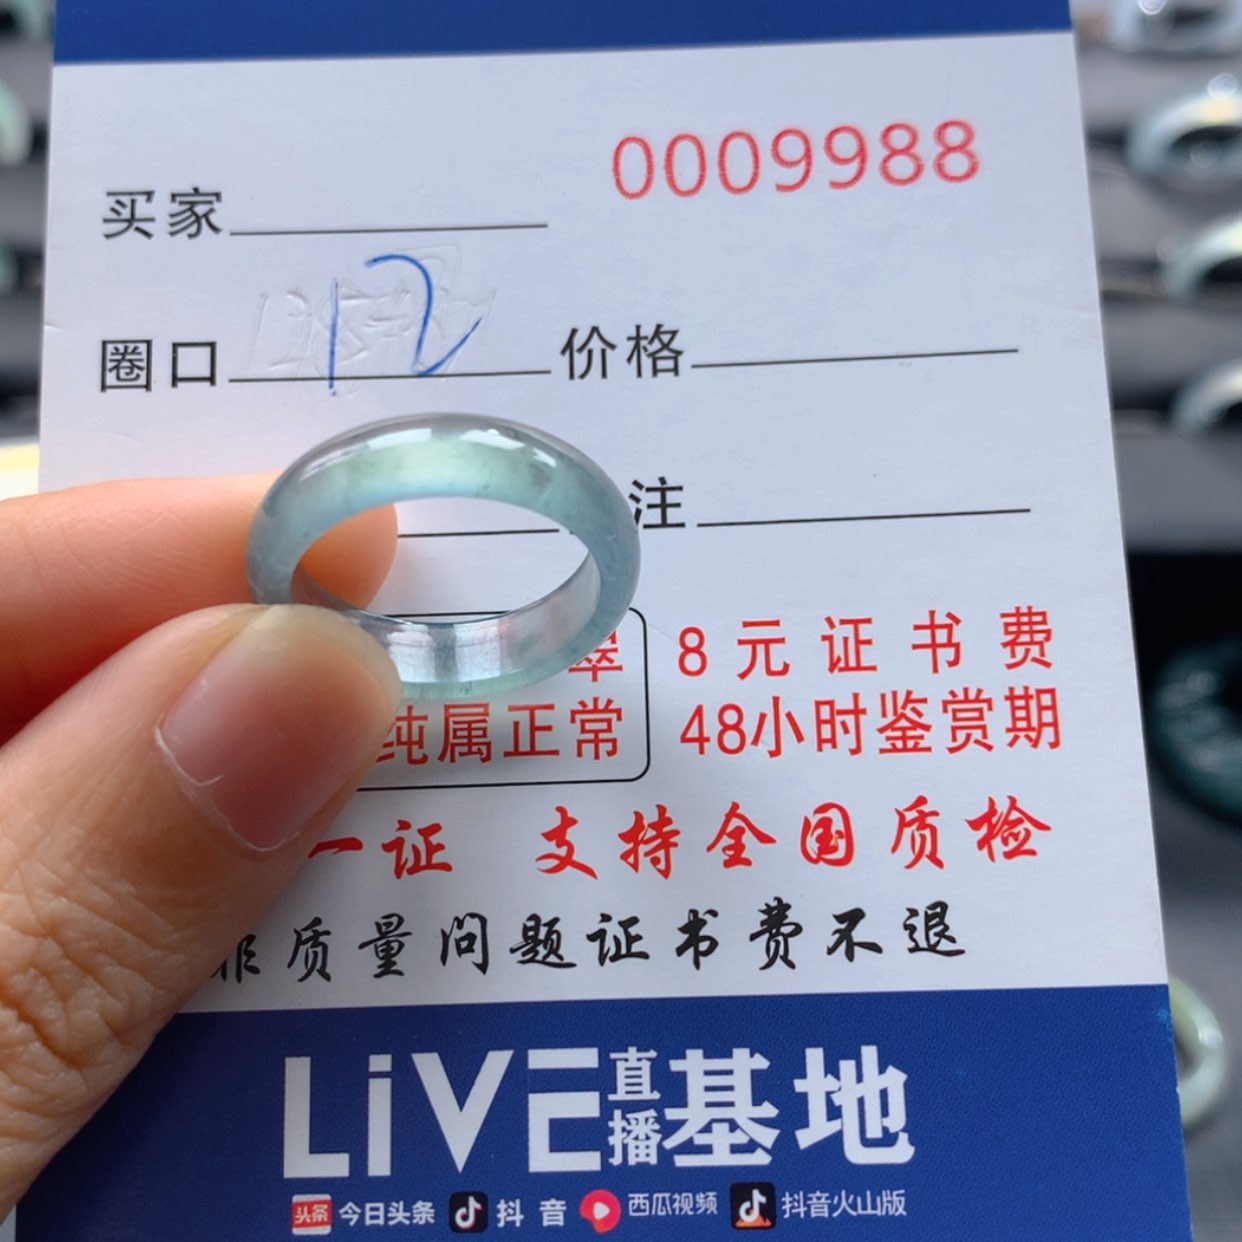 0009988
买家
圈口 12 价格
注
翠 8元证书费
纯属正常 48小时鉴赏期
一证 支持全国质检
非质量问题证书费不退
LiVE直播基地
头条 今日头条 抖音 西瓜视频 抖音火山版